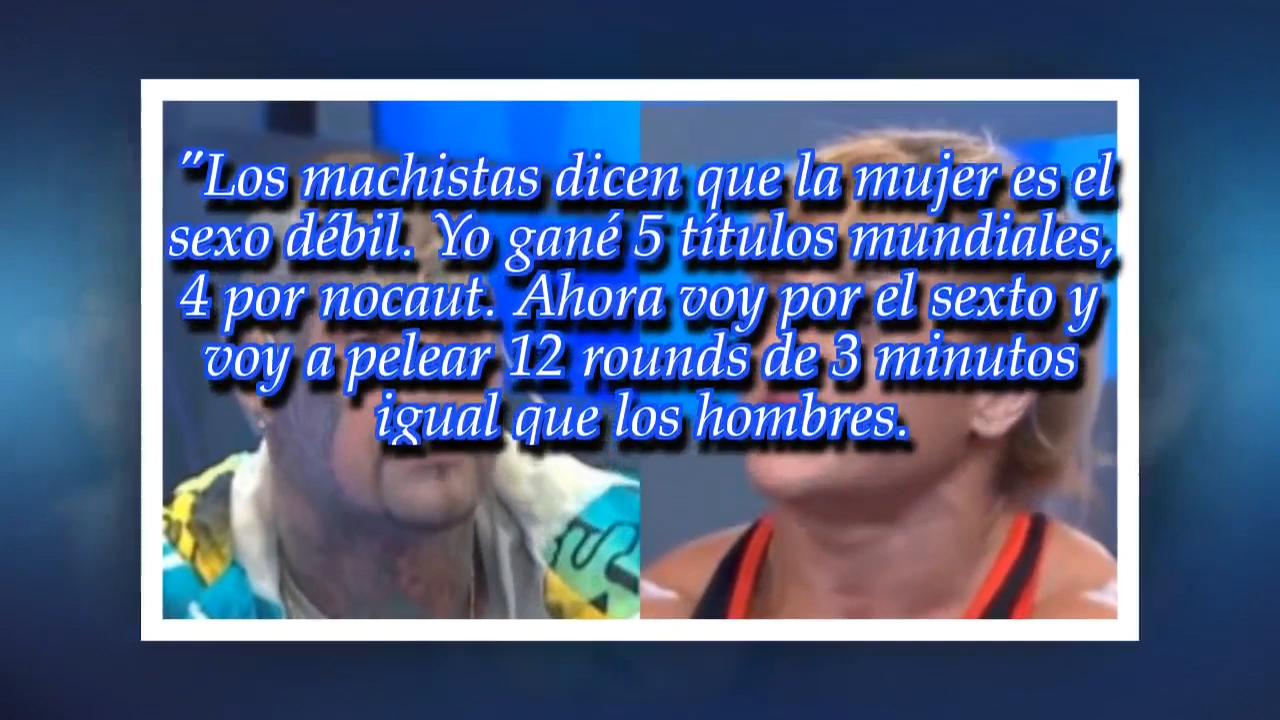 "Los machistas dicen que la mujer es el
sexo débil. Yo gané 5 títulos mundiales,
4 por nocaut. Ahora voy por el sexto y
voy a pelear 12 rounds de 3 minutos
igual que los hombres.